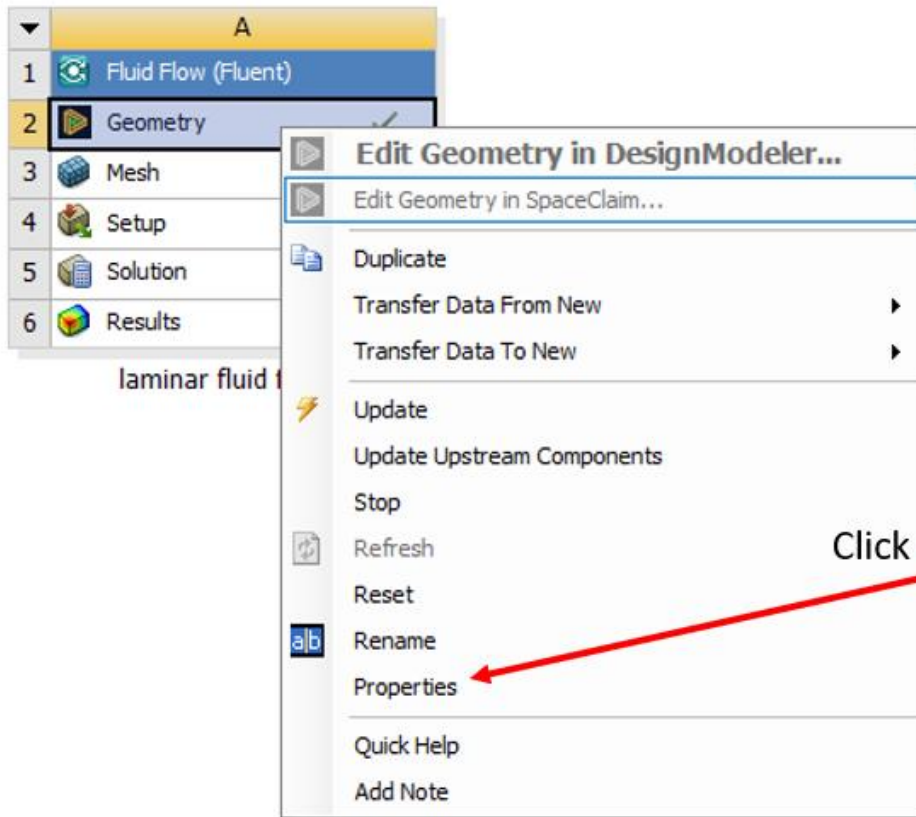 A
1 Fluid Flow (Fluent)
2 Geometry
3 Mesh
4 Setup
5 Solution
6 Results
laminar fluid
Edit Geometry in DesignModeler...
Edit Geometry in SpaceClaim...
Duplicate
Transfer Data From New
Transfer Data To New
Update
Update Upstream Components
Stop
Refresh
Reset
a|b Rename
Properties
Quick Help
Add Note
Click